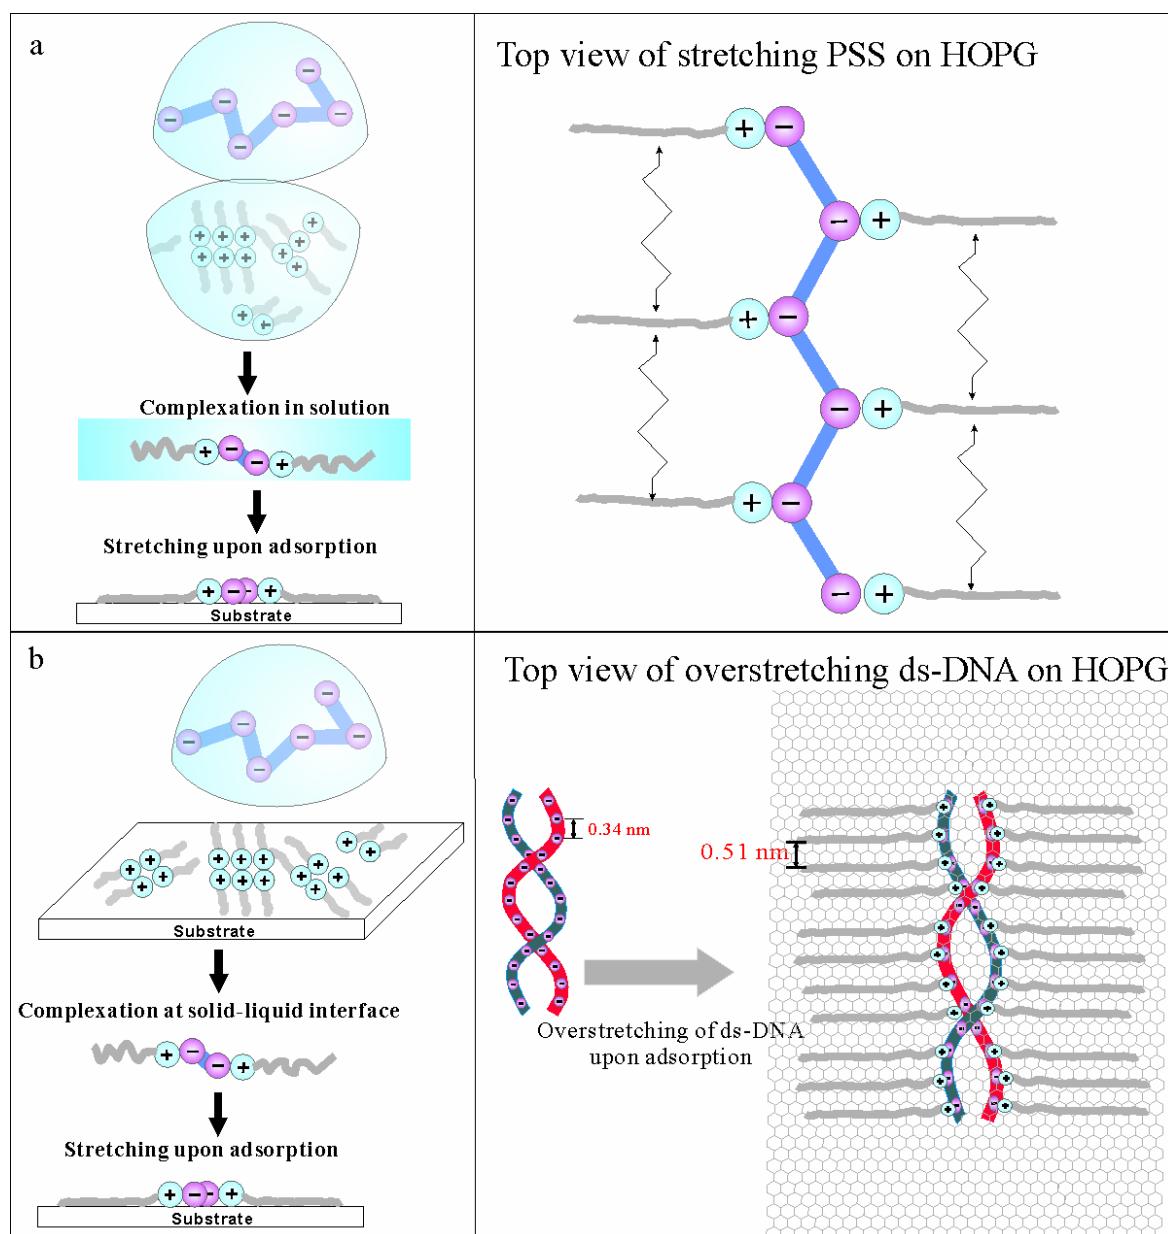 a
Top view of stretching PSS on HOPG
Complexation in solution
Stretching upon adsorption
Substrate
b
Top view of overstretching ds-DNA on HOPG
0.34 nm
0.51 nm
Substrate
Complexation at solid-liquid interface
Overstretching of ds-DNA
upon adsorption
Stretching upon adsorption
Substrate